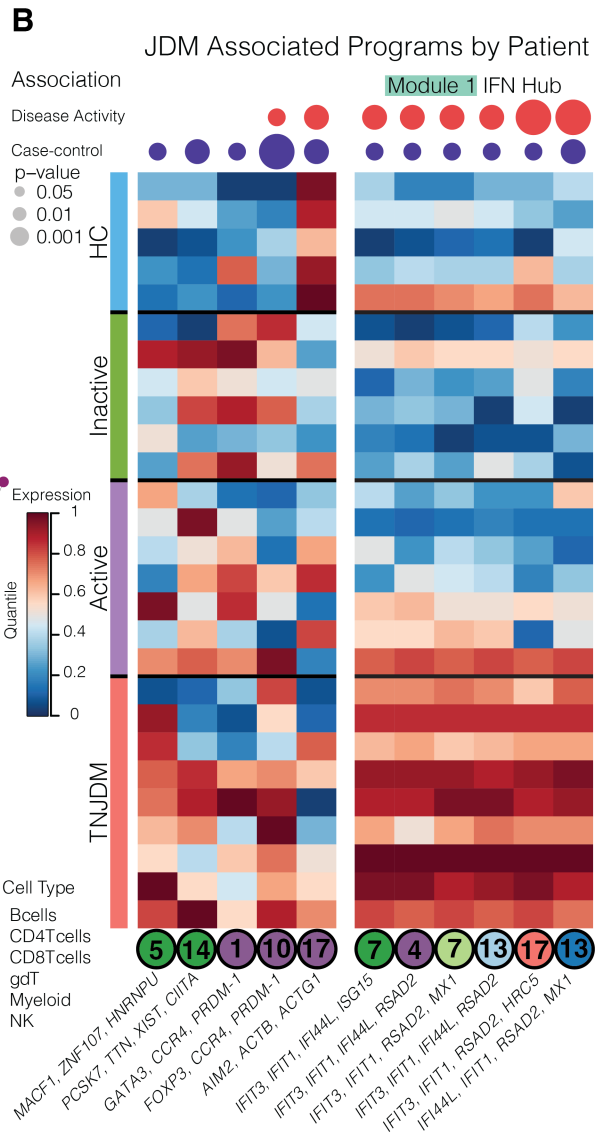 B
JDM Associated Programs by Patient
Association
Module 1 IFN Hub
Disease Activity
Case-control
p-value
0.05
0.01
0.001
HC
Inactive
Expression
1
0.8
0.6
0.4
0.2
0
Quantile
Active
TNJDM
Cell Type
Bcells
CD4Tcells
CD8Tcells
gdT
Myeloid
NK
5 14 1 10 17 7 4 7 13 17 13
MACF1, ZNF107, HNRNPU
PCSK7, TTN, XIST, CIITA
GATA3, CCR4, PRDM-1
FOXP3, CCR4, PRDM-1
AIM2, ACTB, ACTG1
IFIT3, IFIT1, IFI44L, ISG15
IFIT3, IFIT1, IFI44L, RSAD2
IFIT3, IFIT1, RSAD2, MX1
IFIT3, IFIT1, IFI44L, RSAD2
IFIT3, IFIT1, RSAD2, HRC5
IFI44L, IFIT1, RSAD2, MX1